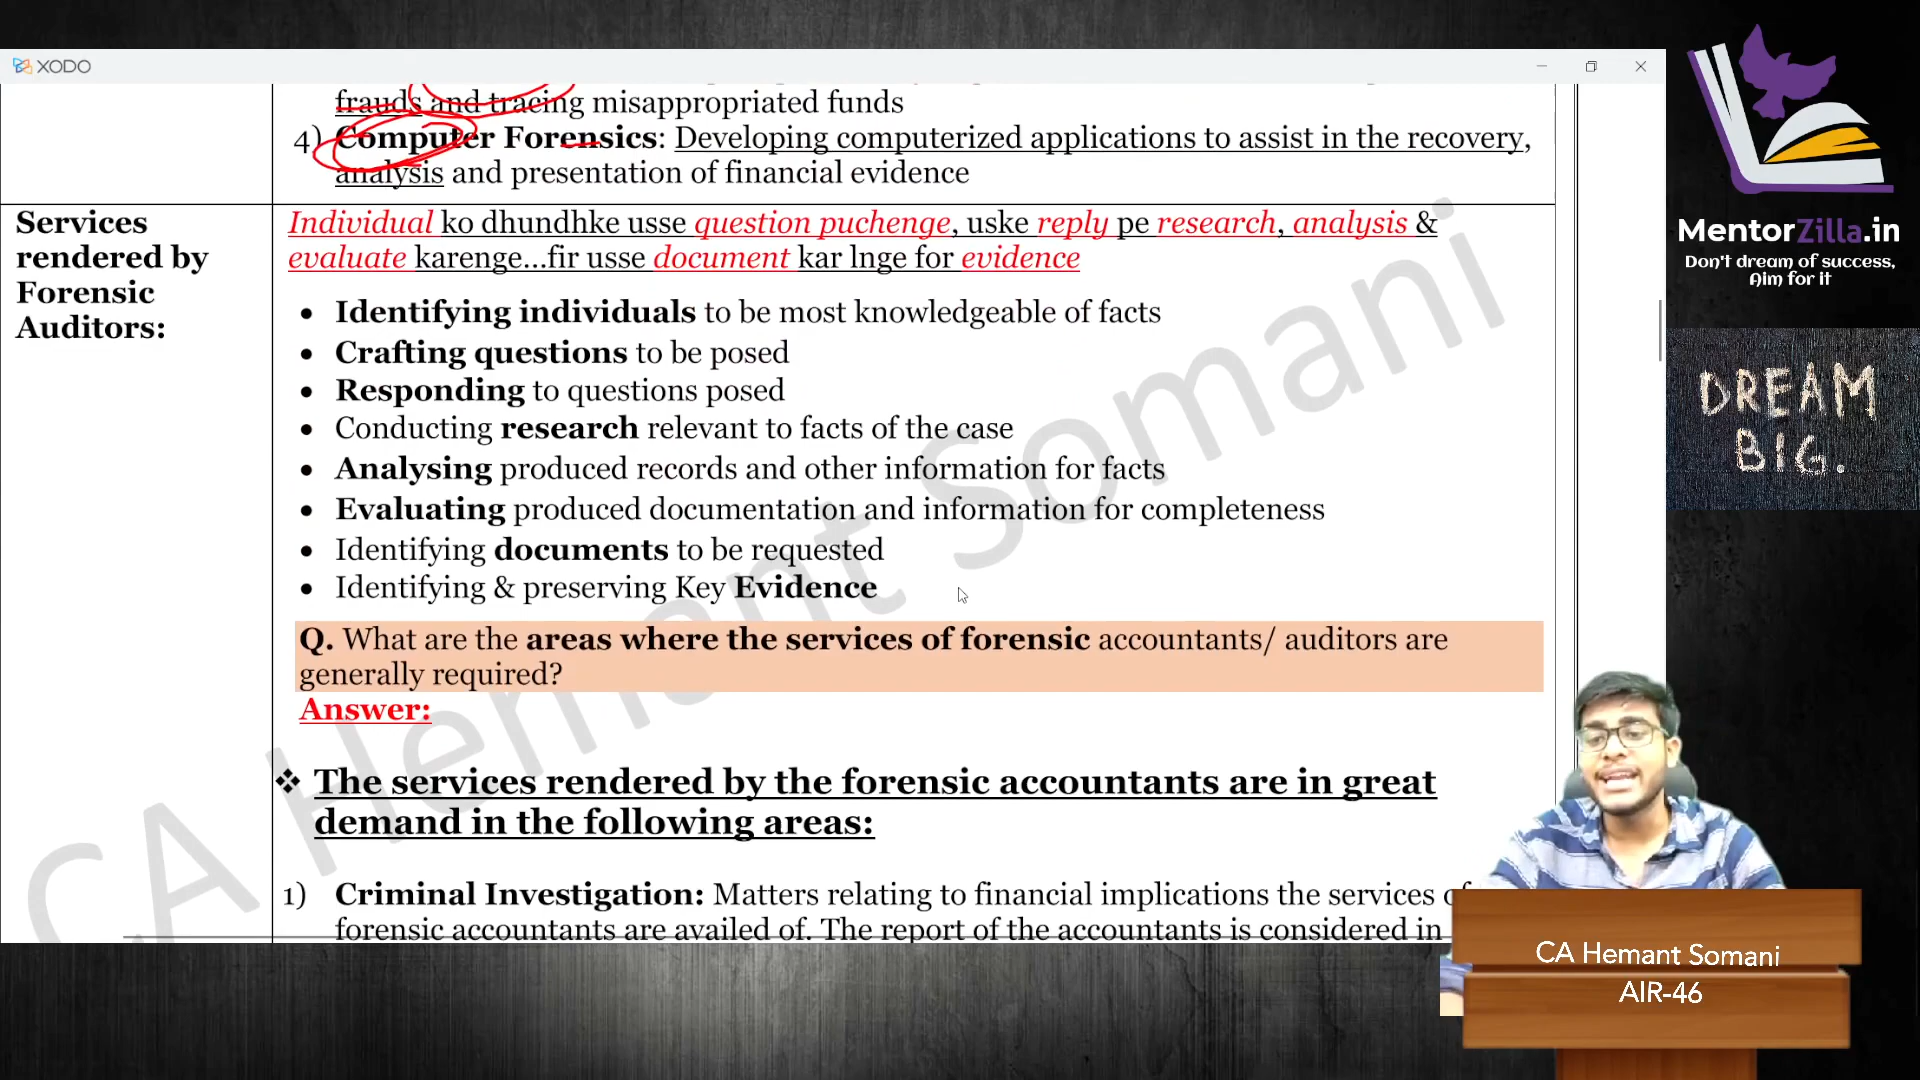 XODO
frauds and tracing misappropriated funds
4) Computer Forensics: Developing computerized applications to assist in the recovery,
analysis and presentation of financial evidence
Services
rendered by
Forensic
Auditors:
Individual ko dhundhke usse question puchenge, uske reply pe research, analysis &
evaluate karenge...fir usse document kar lnge for evidence
• Identifying individuals to be most knowledgeable of facts
• Crafting questions to be posed
• Responding to questions posed
• Conducting research relevant to facts of the case
• Analysing produced records and other information for facts
• Evaluating produced documentation and information for completeness
• Identifying documents to be requested
• Identifying & preserving Key Evidence
Q. What are the areas where the services of forensic accountants/ auditors are
generally required?
Answer:
❖ The services rendered by the forensic accountants are in great
demand in the following areas:
1) Criminal Investigation: Matters relating to financial implications the services of
forensic accountants are availed of. The report of the accountants is considered in
CA Hemant Somani
MentorZilla.in
Don't dream of success,
Aim for it
DREAM
BIG.
CA Hemant Somani
AIR-46